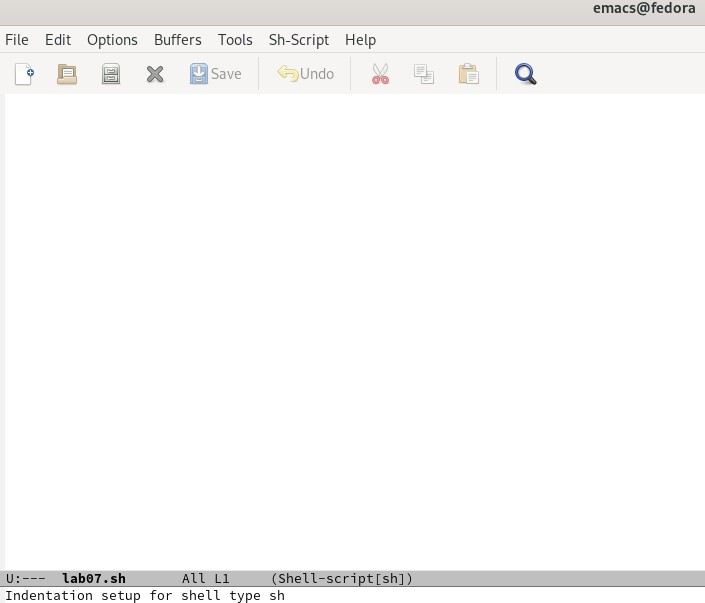 emacs@fedora
File Edit Options Buffers Tools Sh-Script Help
Save Undo
U:--- lab07.sh All L1 (Shell-script[sh])
Indentation setup for shell type sh